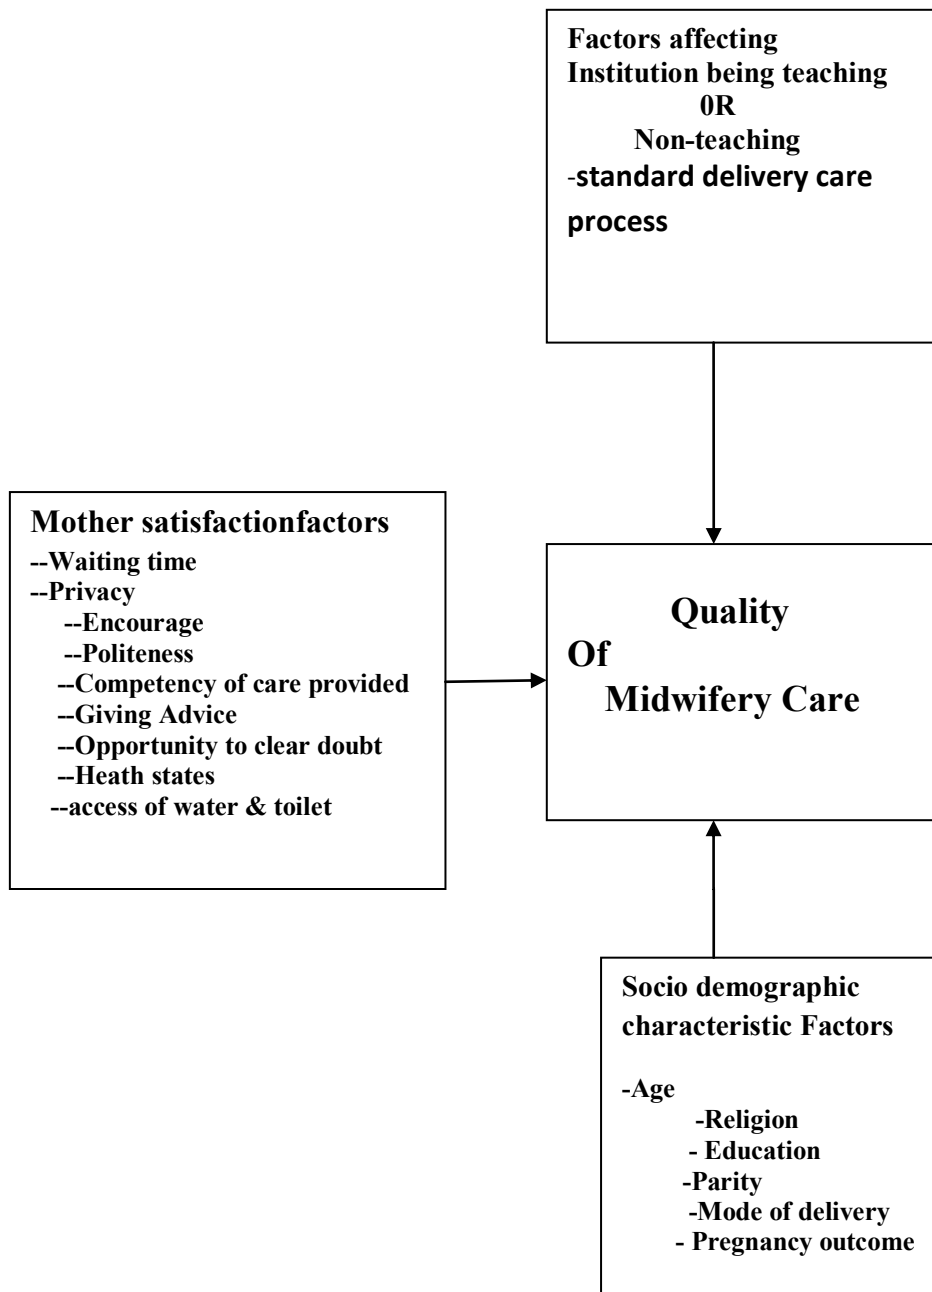 Factors affecting
Institution being teaching
0R
Non-teaching
-standard delivery care
process
Mother satisfactionfactors
--Waiting time
--Privacy
--Encourage
--Politeness
--Competency of care provided
--Giving Advice
--Opportunity to clear doubt
--Heath states
--access of water & toilet
Quality
Of
Midwifery Care
Socio demographic
characteristic Factors
-Age
-Religion
- Education
-Parity
-Mode of delivery
- Pregnancy outcome